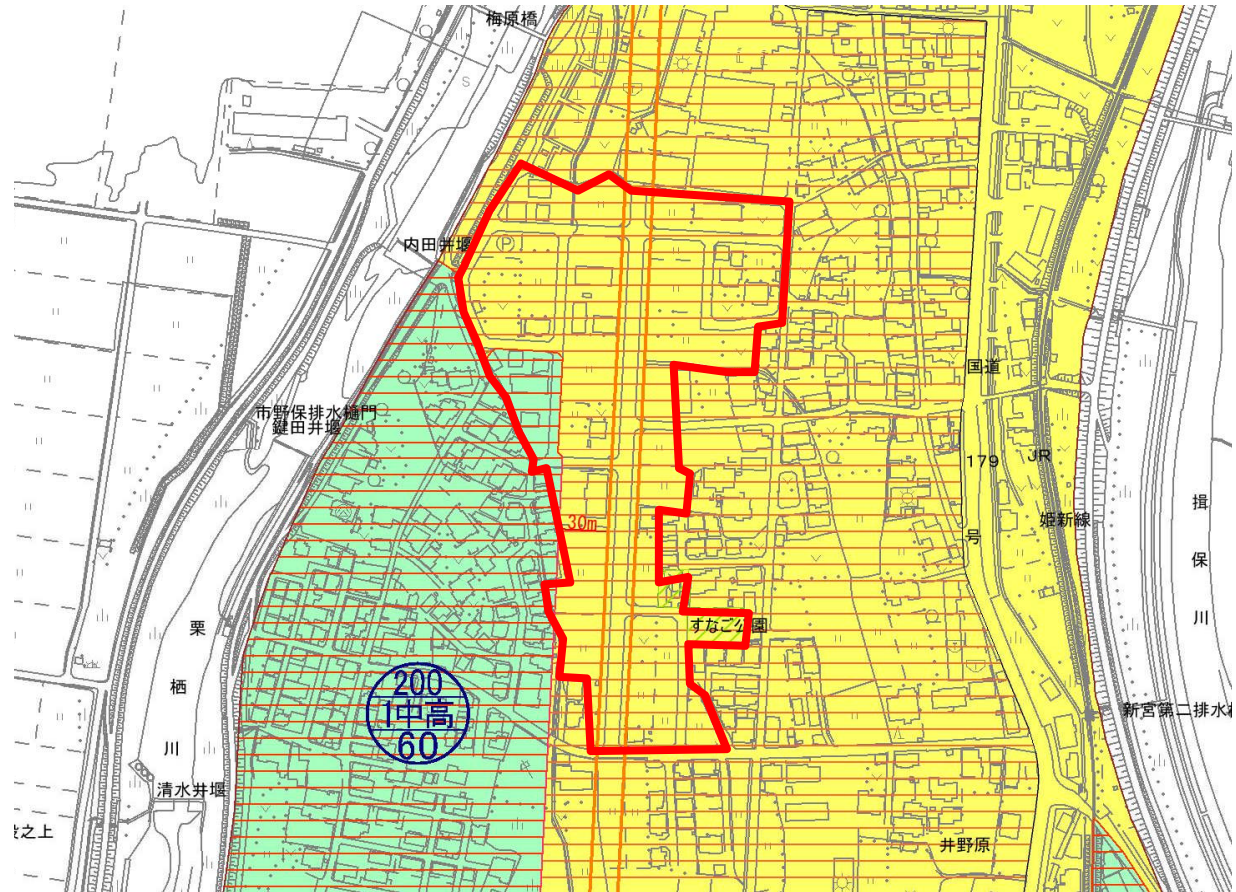 梅原橋
内田井堰
P
市野保排水樋門
鍵田井堰
国道
179
号
JR
姫新線
揖
保
川
30m
すなご公園
栗
栖
川
200
1中高
60
新宮第二排水
清水井堰
之上
井野原